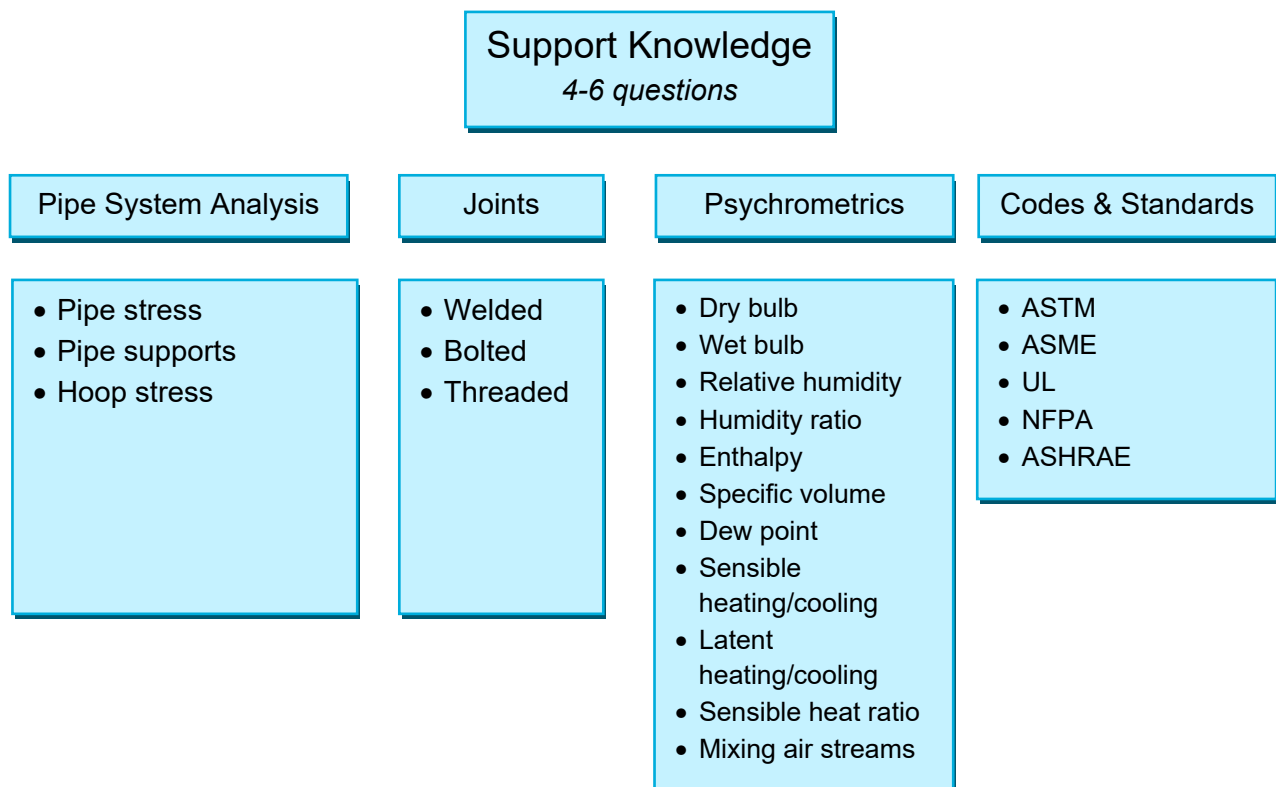 Support Knowledge
4-6 questions
Pipe System Analysis
• Pipe stress
• Pipe supports
• Hoop stress
Joints
• Welded
• Bolted
• Threaded
Psychrometrics
• Dry bulb
• Wet bulb
• Relative humidity
• Humidity ratio
• Enthalpy
• Specific volume
• Dew point
• Sensible
heating/cooling
• Latent
heating/cooling
• Sensible heat ratio
• Mixing air streams
Codes & Standards
• ASTM
• ASME
• UL
• NFPA
• ASHRAE